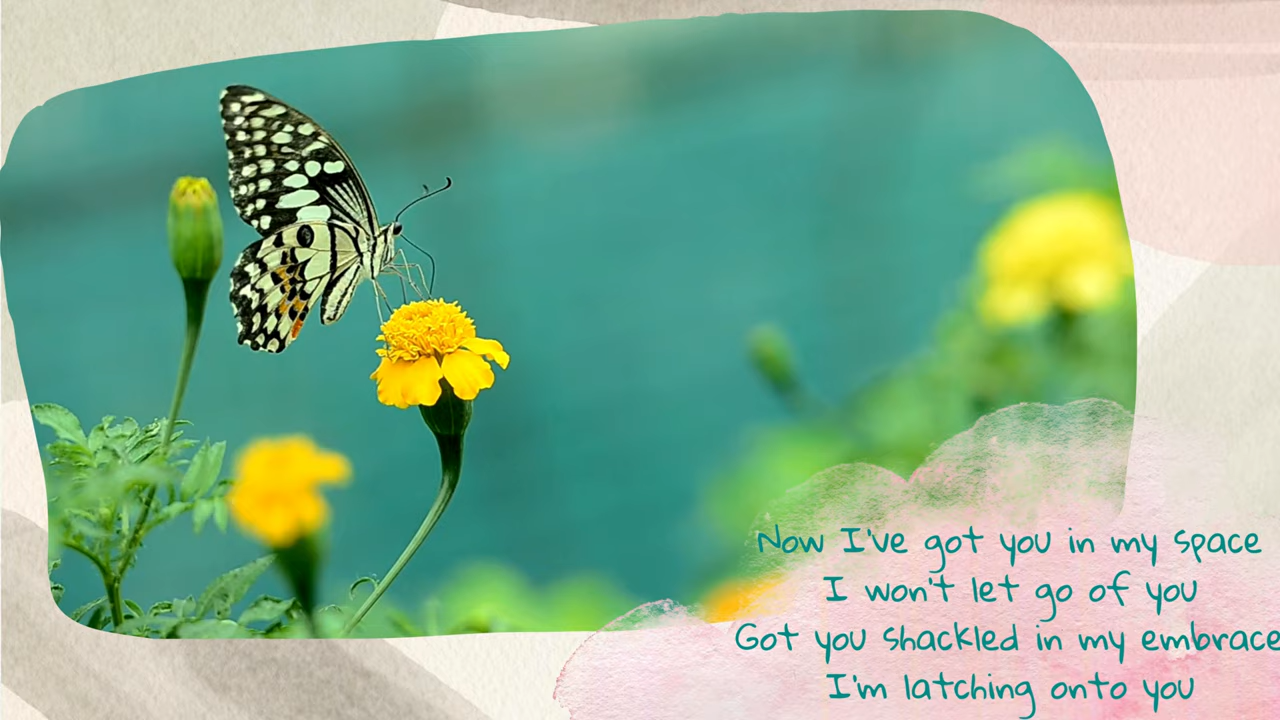 Now I've got you in my space
I won't let go of you
Got you shackled in my embrace
I'm latching onto you